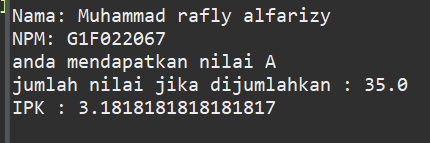 Nama: Muhammad rafly alfarizy
NPM: G1F022067
anda mendapatkan nilai A
jumlah nilai jika dijumlahkan : 35.0
IPK : 3.1818181818181817